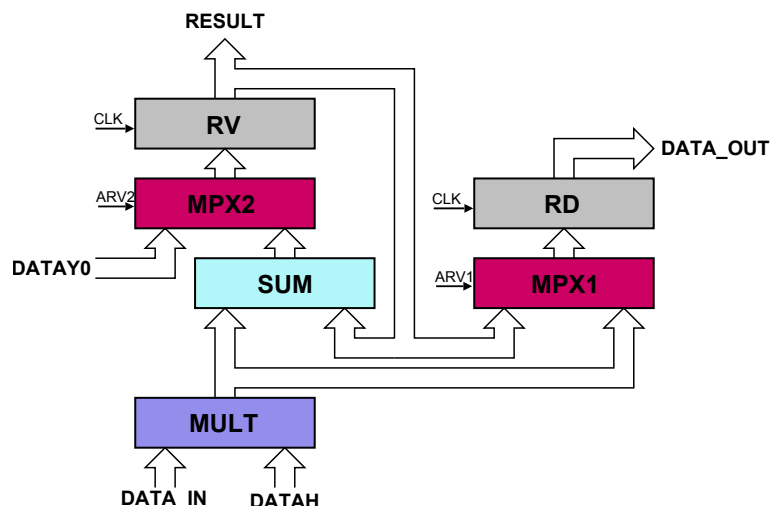 RESULT
CLK
RV
DATA_OUT
ARV2
MPX2
CLK
RD
DATAY0
SUM
ARV1
MPX1
MULT
DATA_IN
DATAH